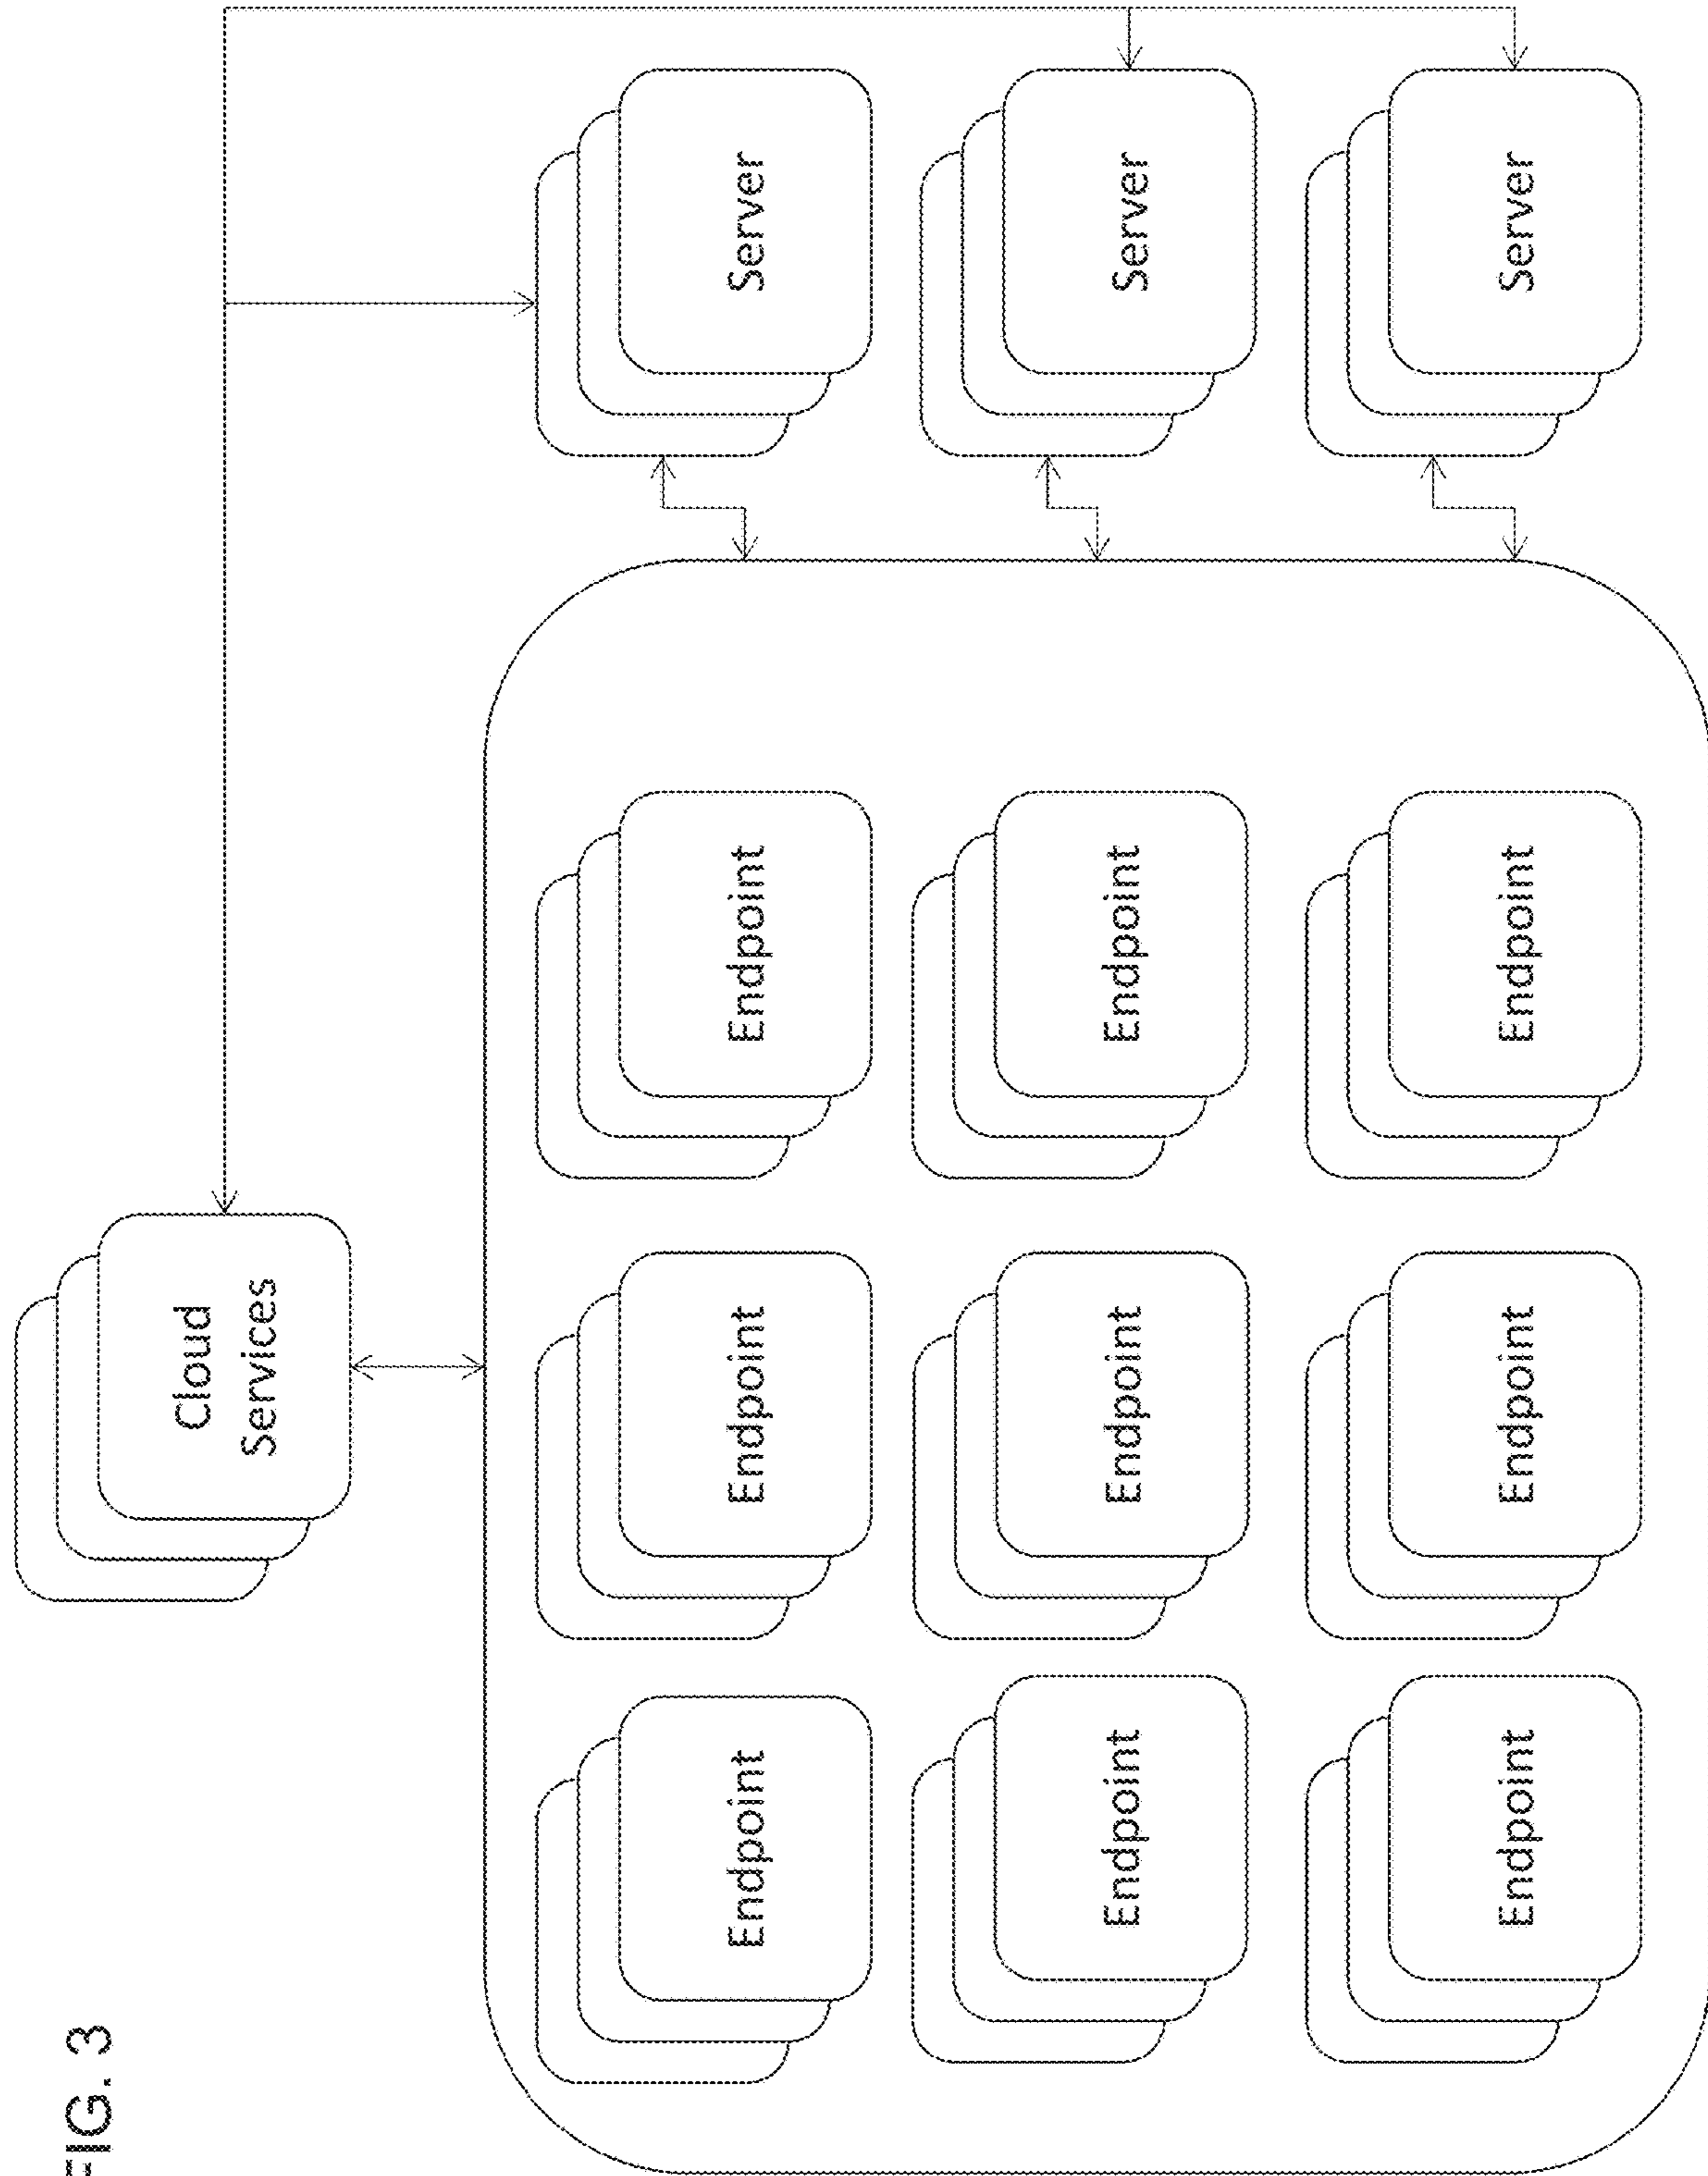 FIG. 3
Cloud
Services
Endpoint
Endpoint
Endpoint
Server
Endpoint
Endpoint
Endpoint
Server
Endpoint
Endpoint
Endpoint
Server